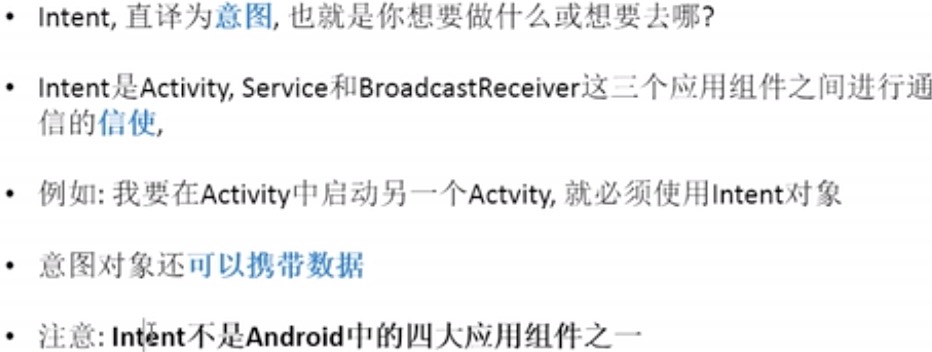 • Intent, 直译为意图, 也就是你想要做什么或想要去哪?
• Intent是Activity, Service和BroadcastReceiver这三个应用组件之间进行通
信的信使,
• 例如: 我要在Activity中启动另一个Actvity, 就必须使用Intent对象
• 意图对象还可以携带数据
• 注意: Intent不是Android中的四大应用组件之一